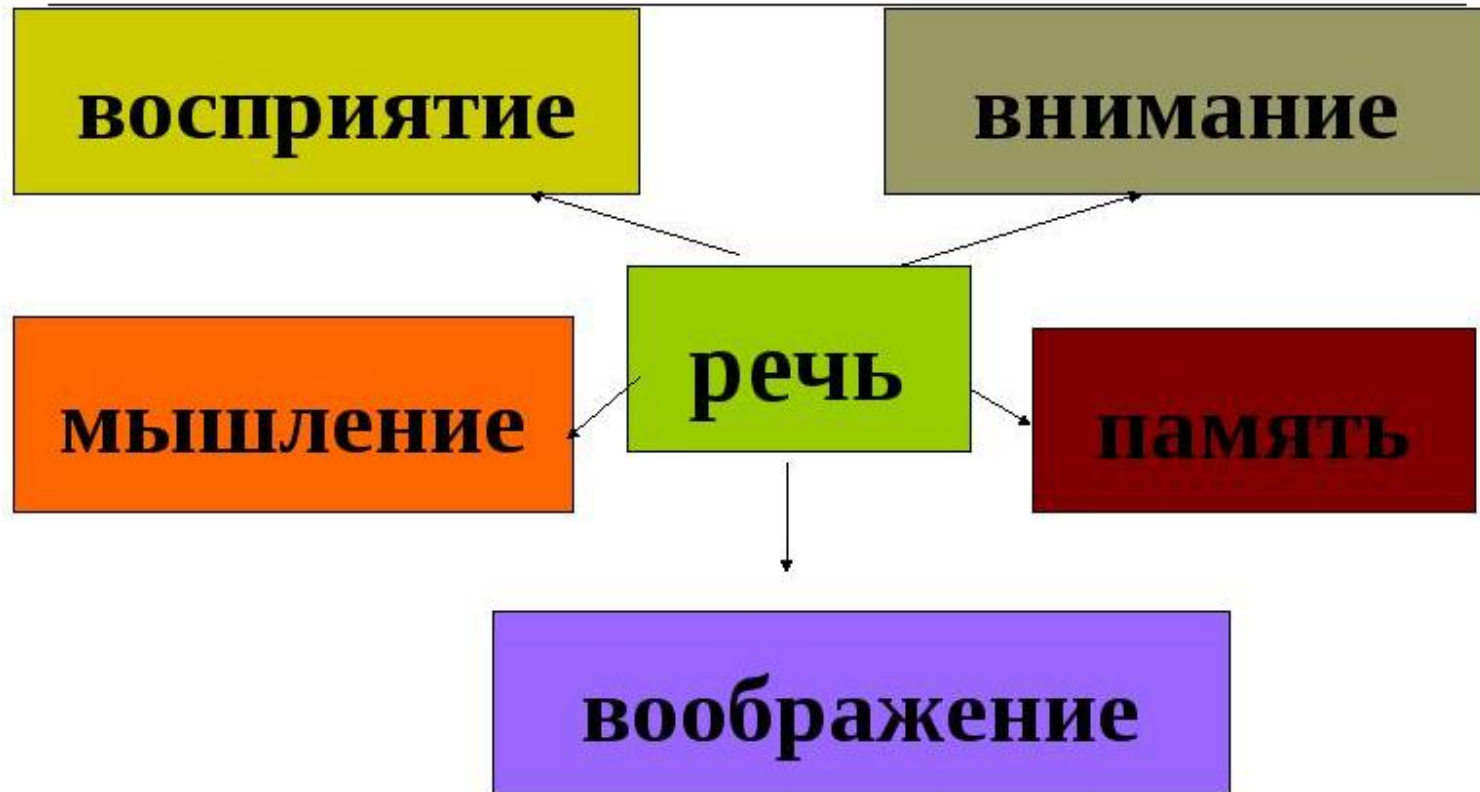 восприятие
внимание
речь
мышление
память
воображение